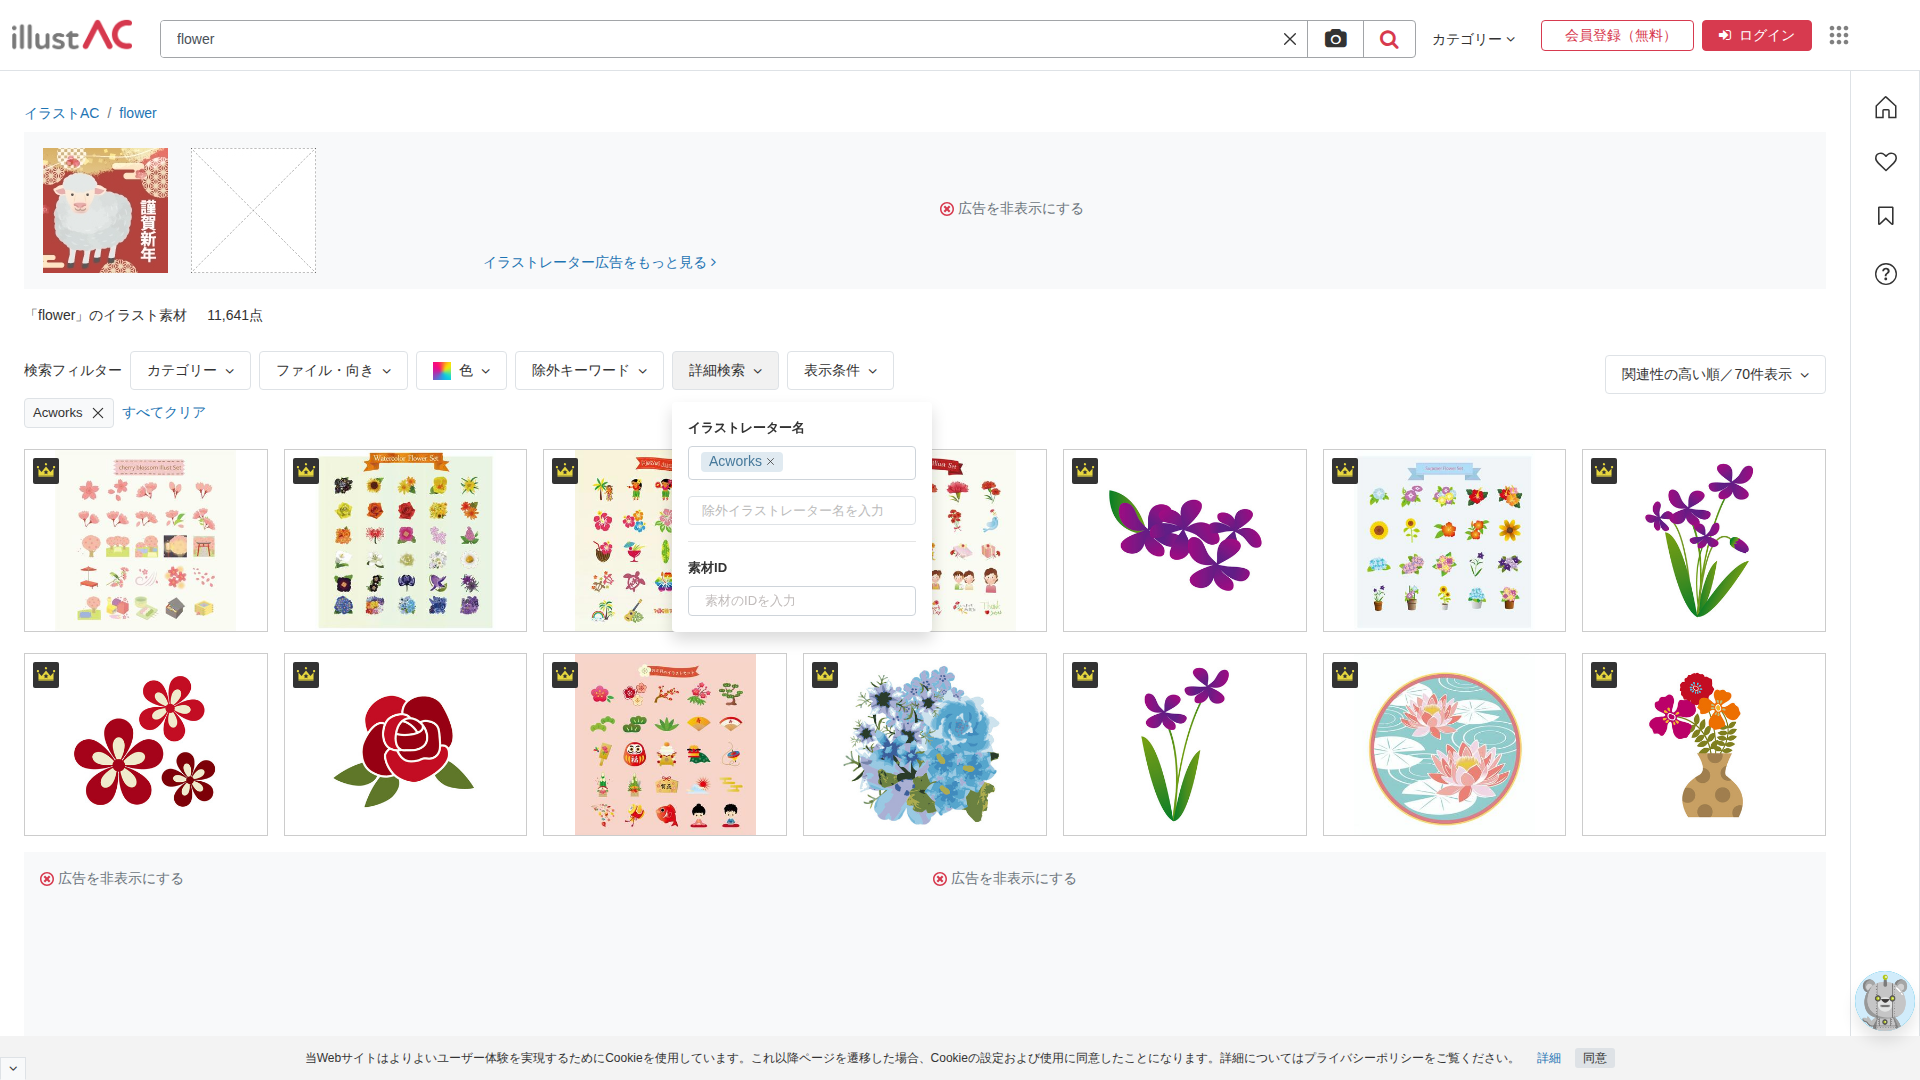 illustAC
flower
カテゴリー
会員登録（無料）
ログイン
イラストAC / flower
謹賀新年
広告を非表示にする
イラストレーター広告をもっと見る
「flower」のイラスト素材 11,641点
検索フィルター
カテゴリー
ファイル・向き
色
除外キーワード
詳細検索
表示条件
関連性の高い順／70件表示
Acworks
すべてクリア
イラストレーター名
Acworks
除外イラストレーター名を入力
素材ID
素材のIDを入力
cherry blossom Illust Set
Watercolor Flower Set
Summer Flower Set
広告を非表示にする
広告を非表示にする
当Webサイトはよりよいユーザー体験を実現するためにCookieを使用しています。これ以降ページを遷移した場合、Cookieの設定および使用に同意したことになります。詳細についてはプライバシーポリシーをご覧ください。
詳細
同意